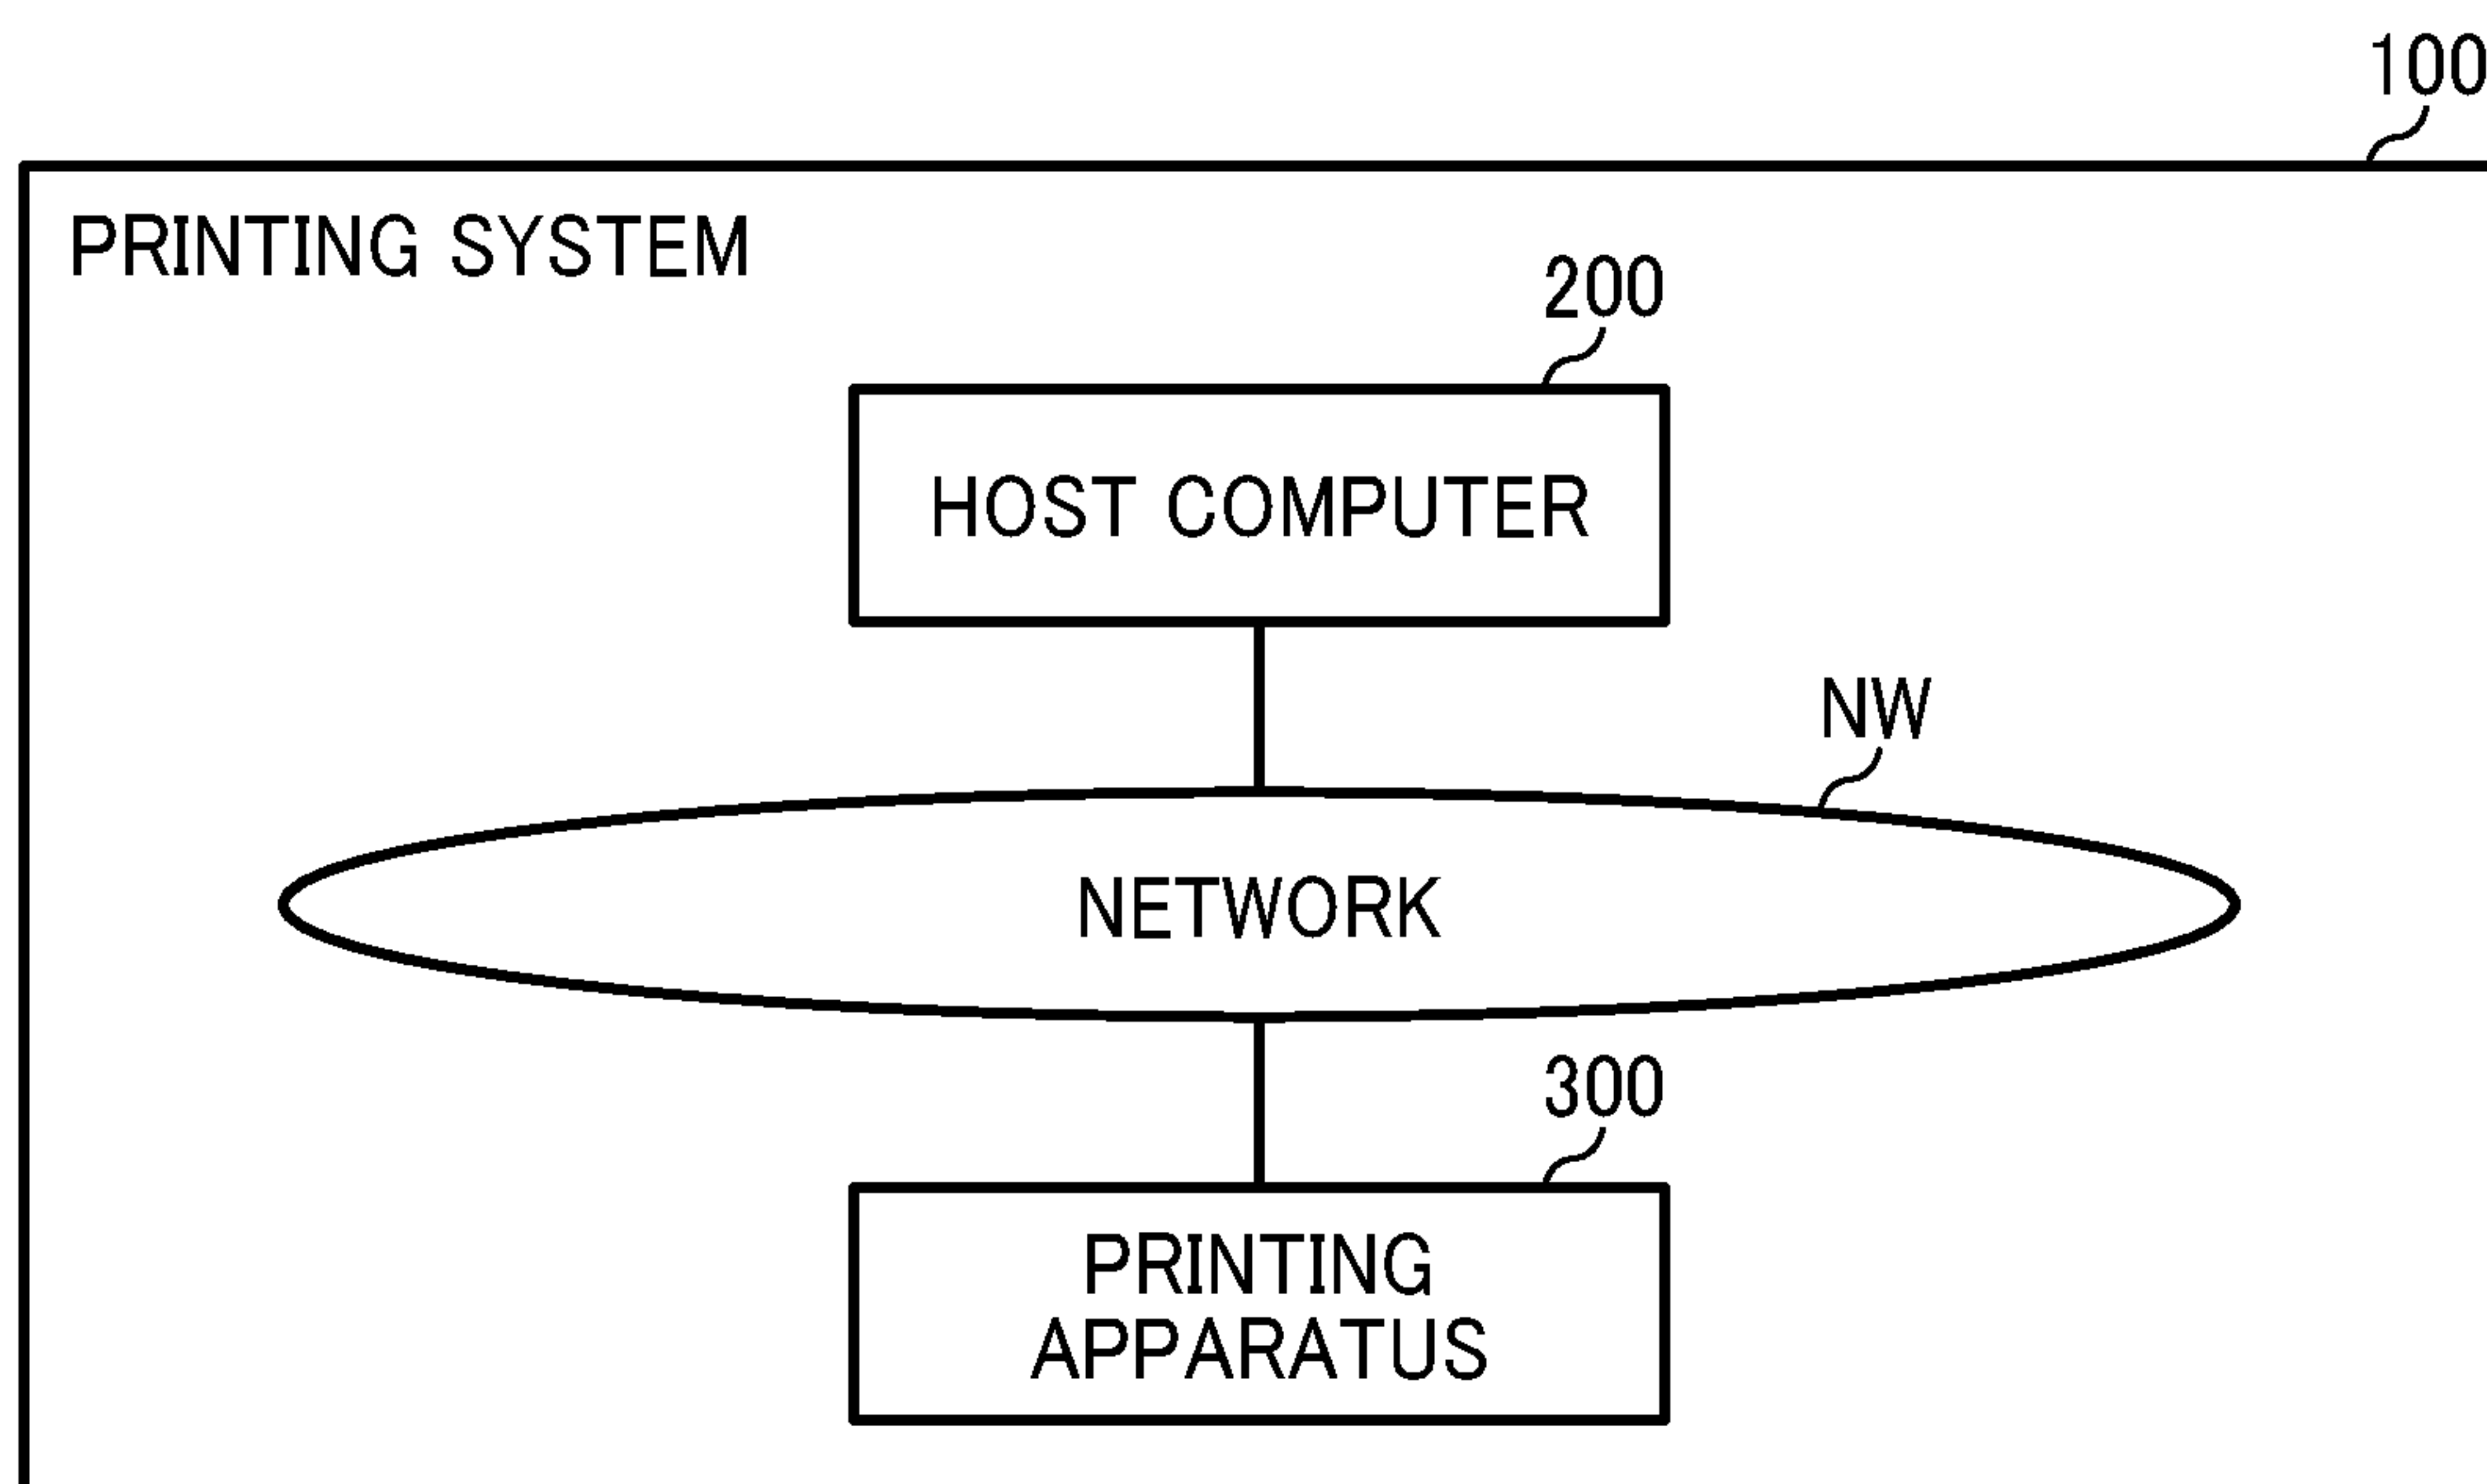 100
PRINTING SYSTEM
200
HOST COMPUTER
NW
NETWORK
300
PRINTING
APPARATUS